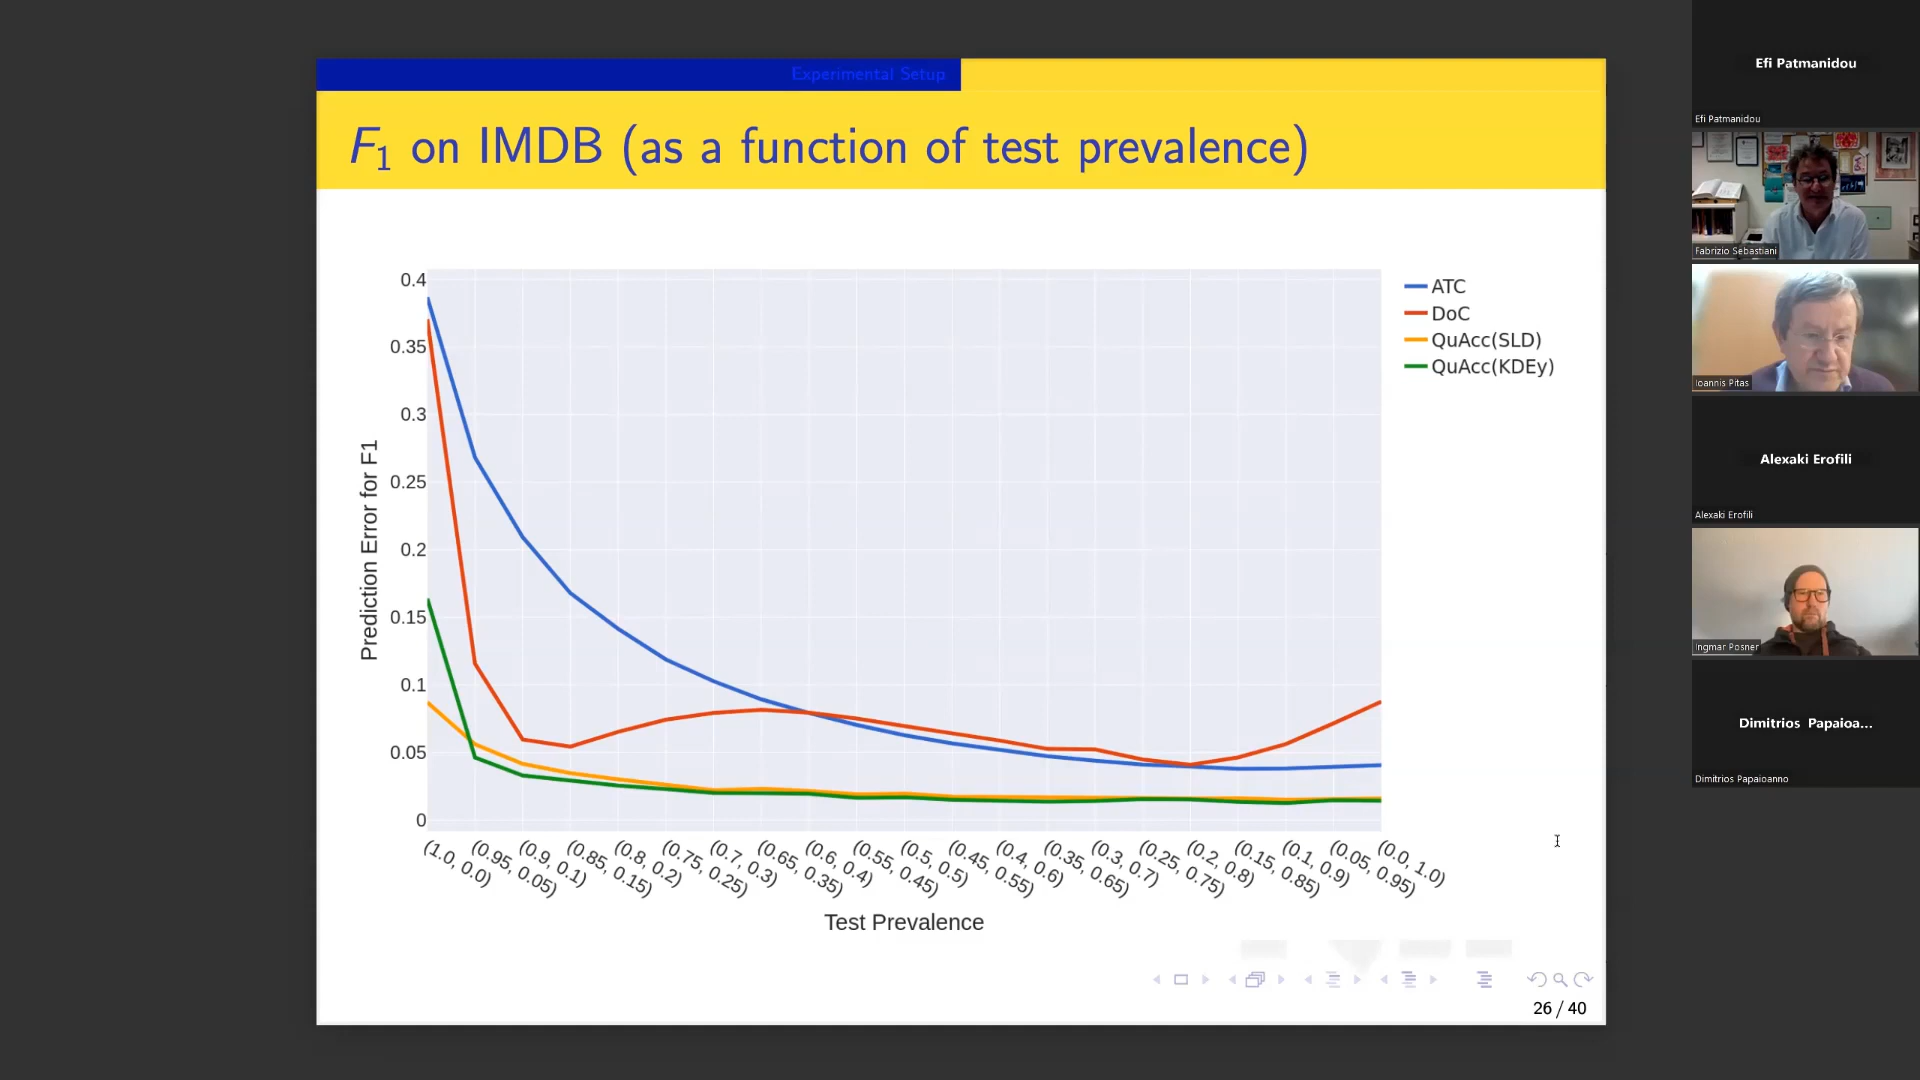 Experimental Setup
F1 on IMDB (as a function of test prevalence)
0.4
0.35
0.3
0.25
0.2
0.15
0.1
0.05
0
Prediction Error for F1
ATC
DoC
QuAcc(SLD)
QuAcc(KDEy)
(1.0, 0.0)
(0.95, 0.05)
(0.9, 0.1)
(0.85, 0.15)
(0.8, 0.2)
(0.75, 0.25)
(0.7, 0.3)
(0.65, 0.35)
(0.6, 0.4)
(0.55, 0.45)
(0.5, 0.5)
(0.45, 0.55)
(0.4, 0.6)
(0.35, 0.65)
(0.3, 0.7)
(0.25, 0.75)
(0.2, 0.8)
(0.15, 0.85)
(0.1, 0.9)
(0.05, 0.95)
(0.0, 1.0)
Test Prevalence
26 / 40
Efi Patmanidou
Efi Patmanidou
Fabrizio Sebastiani
Ioannis Pitas
Alexaki Erofili
Alexaki Erofili
Ingmar Posner
Dimitrios Papaioa...
Dimitrios Papaioanno